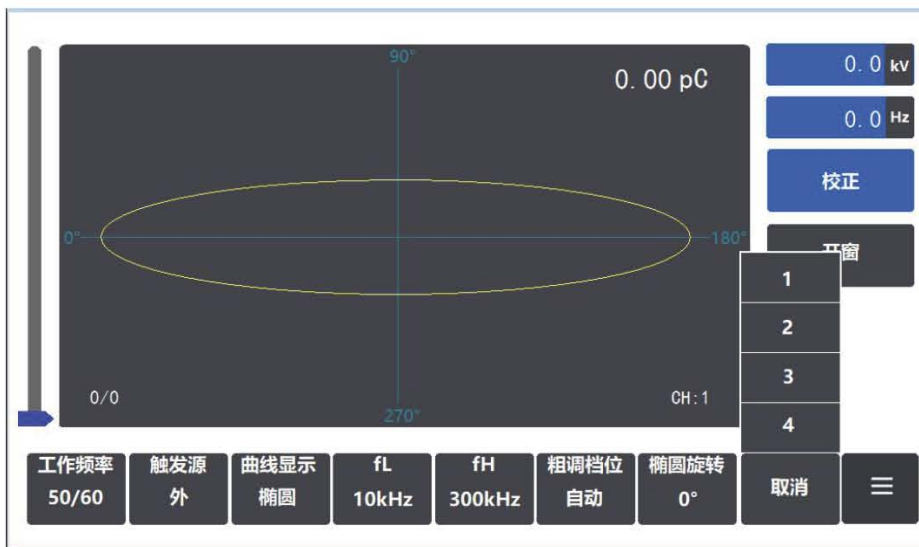 90°
0. 00 pC
0. 0 kV
0. 0 Hz
校正
0°
180°
开窗
1
2
3
4
0/0
270°
CH:1
工作频率
50/60
触发源
外
曲线显示
椭圆
fL
10kHz
fH
300kHz
粗调档位
自动
椭圆旋转
0°
取消